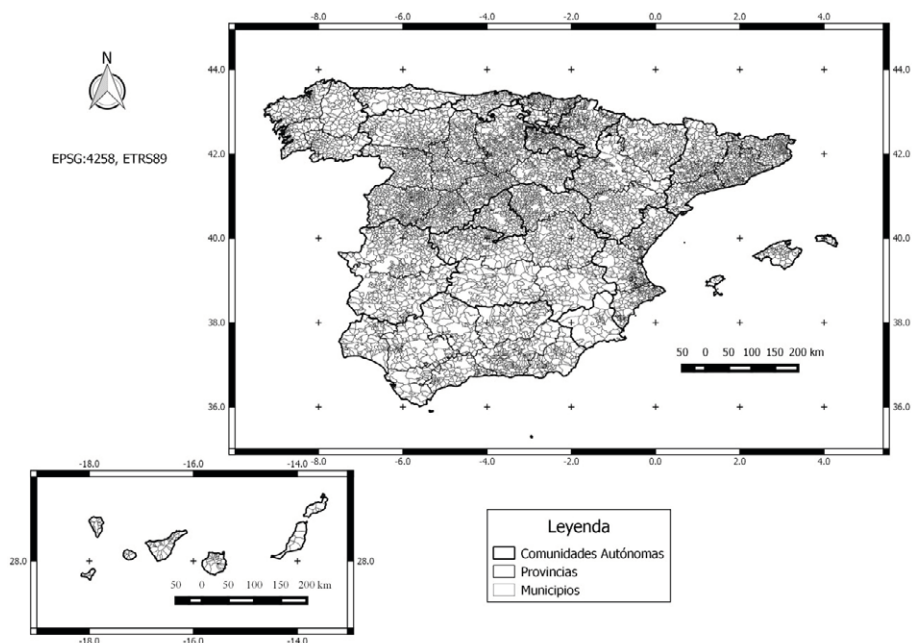 -8.0 -6.0 -4.0 -2.0 0.0 2.0 4.0
N
44.0 44.0
EPSG:4258, ETRS89
42.0 42.0
40.0 40.0
38.0 38.0
50 0 50 100 150 200 km
36.0 36.0
-8.0 -6.0 -4.0 -2.0 0.0 2.0 4.0
-18.0 -16.0 -14.0
28.0 28.0
50 0 50 100 150 200 km
-18.0 -16.0 -14.0
Leyenda
Comunidades Autónomas
Provincias
Municipios